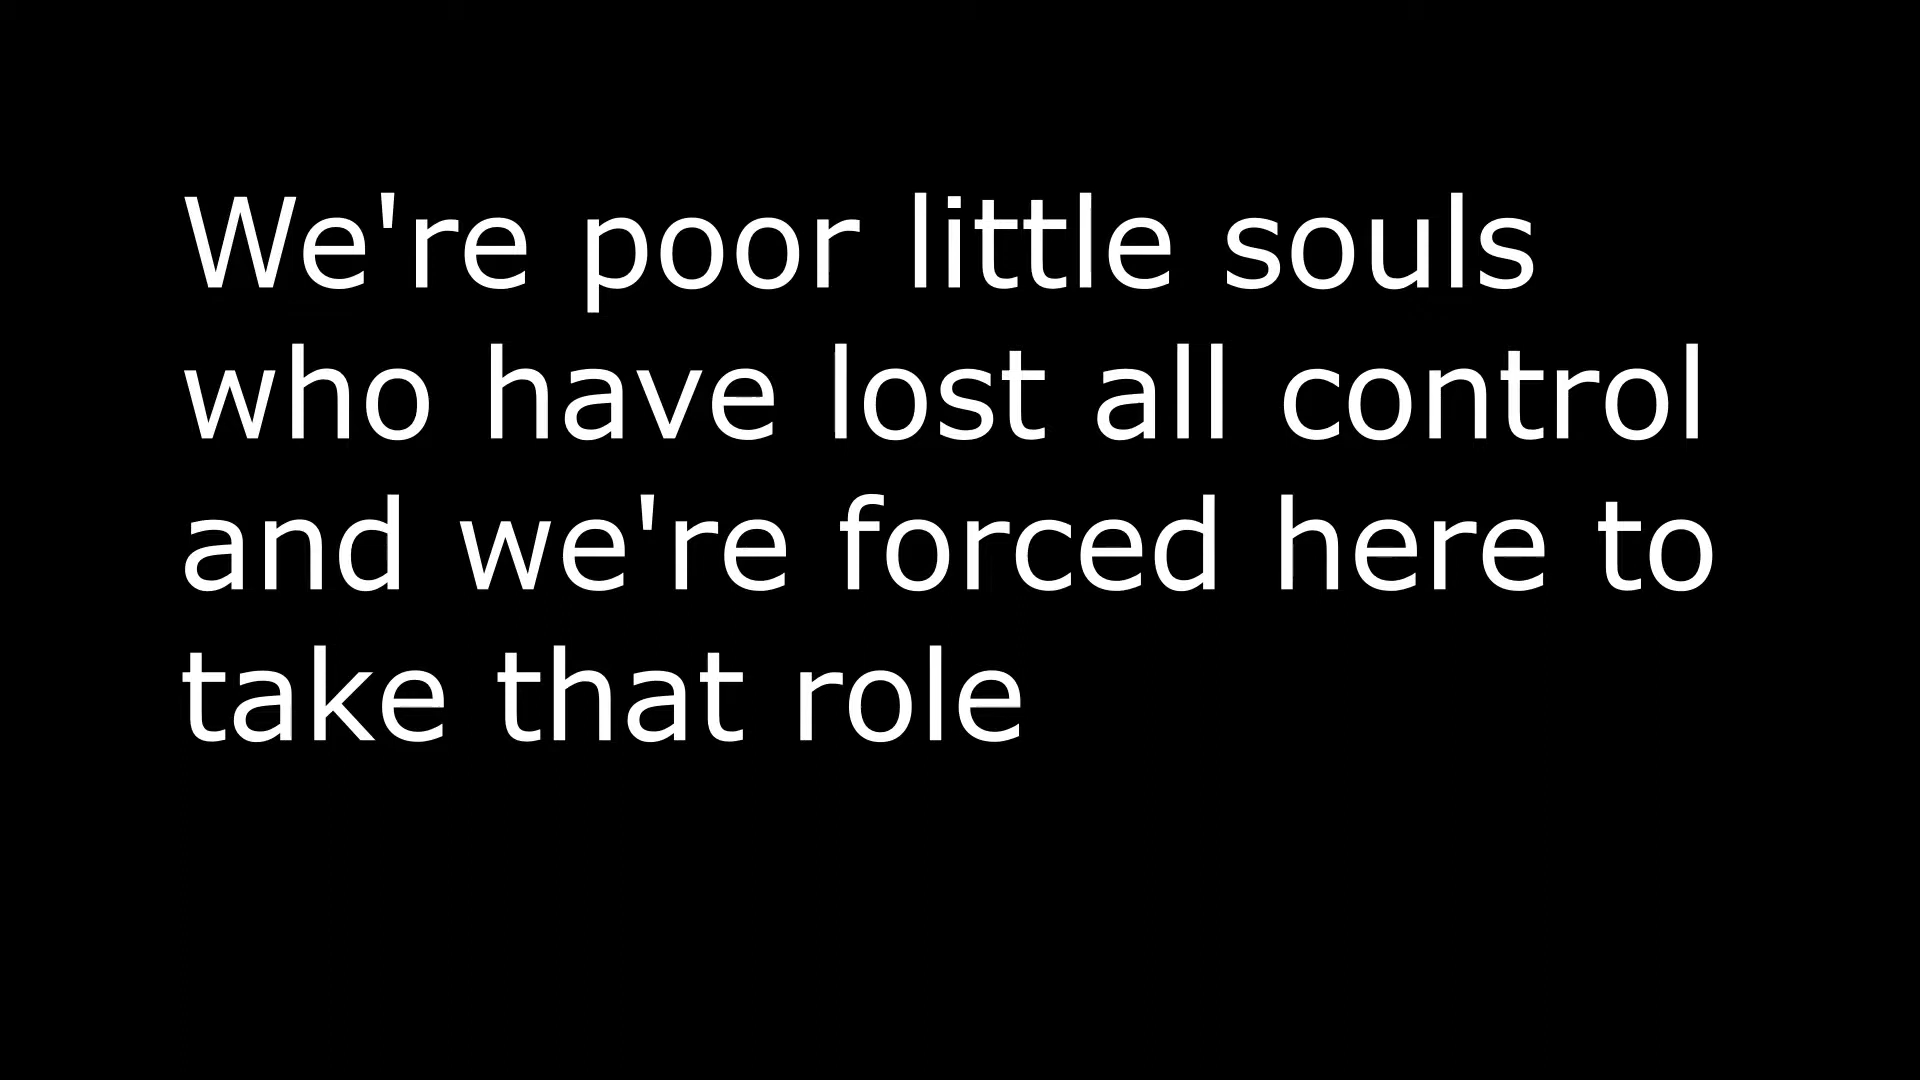 We're poor little souls
who have lost all control
and we're forced here to
take that role